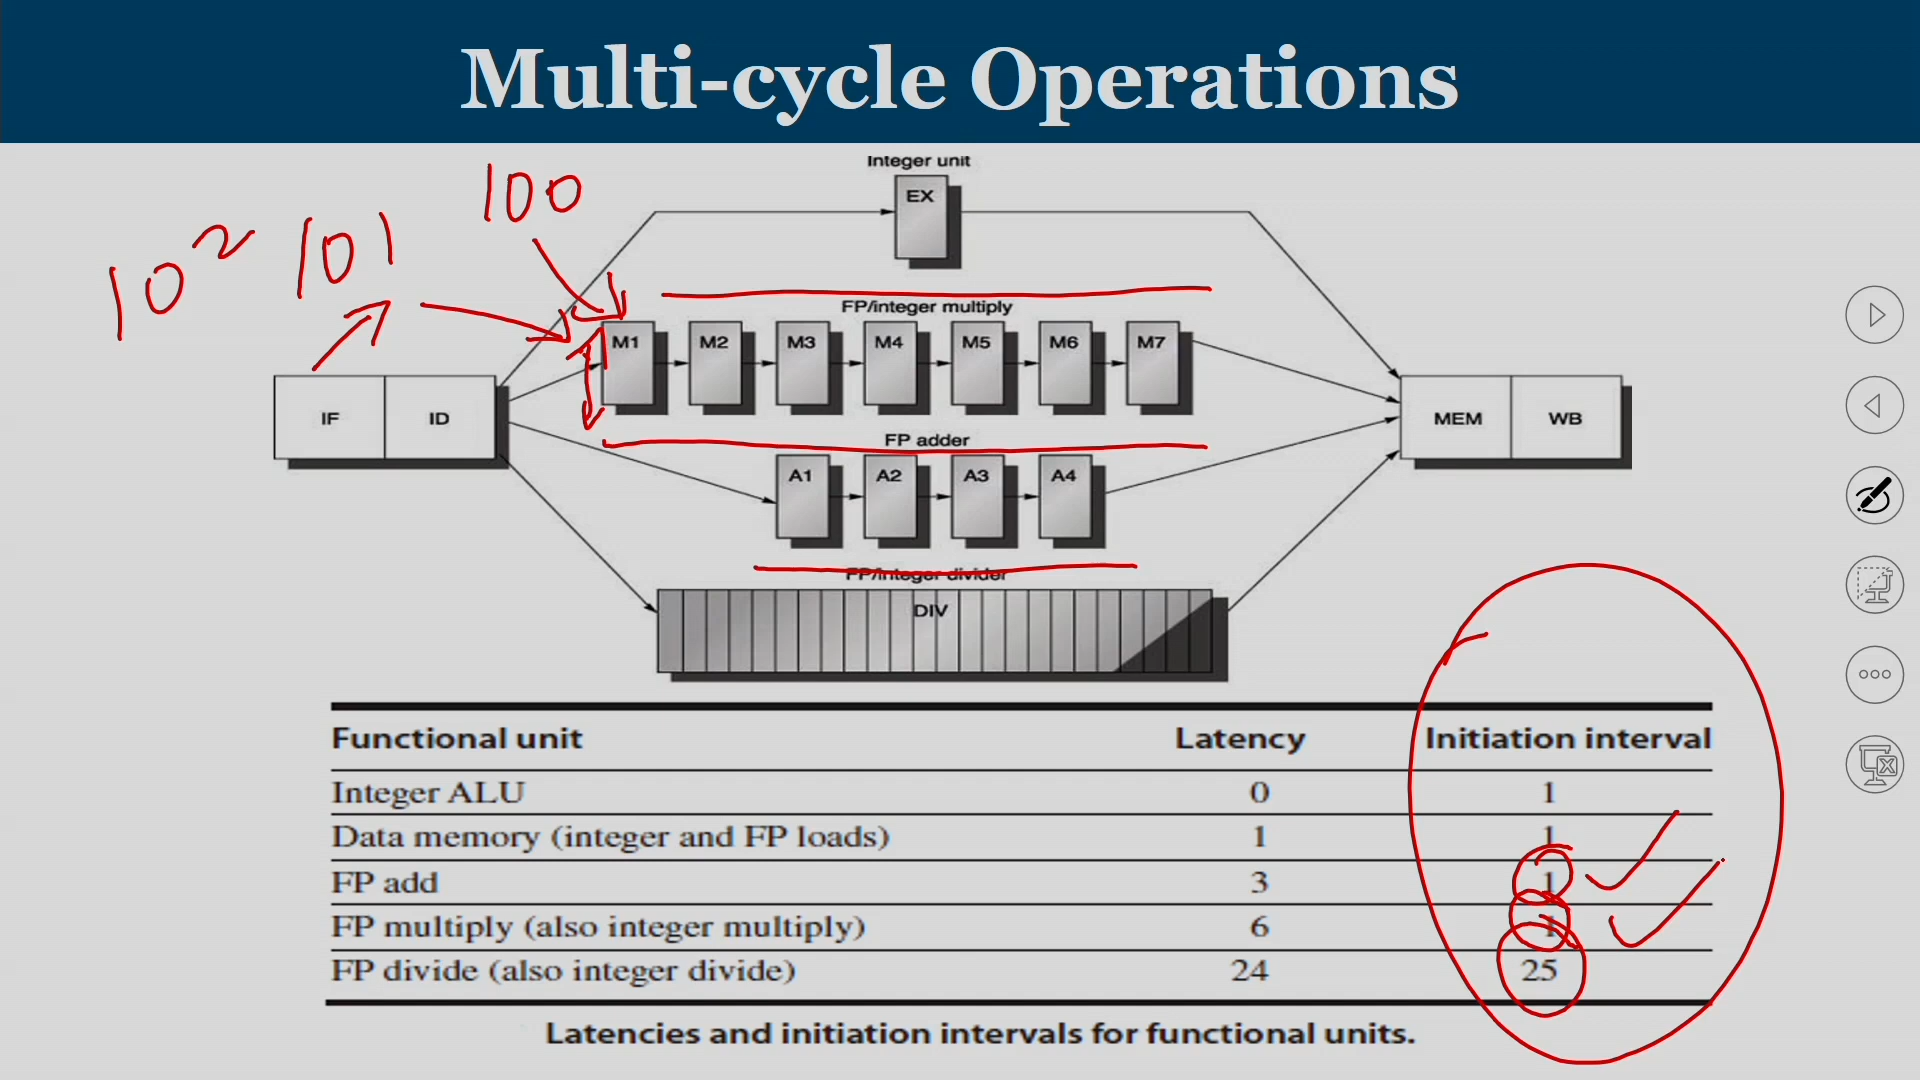 Multi-cycle Operations
Integer unit
EX
100
10² 101
FP/integer multiply
M1 M2 M3 M4 M5 M6 M7
IF ID
MEM WB
FP adder
A1 A2 A3 A4
FP/integer divider
DIV
Functional unit Latency Initiation interval
Integer ALU 0 1
Data memory (integer and FP loads) 1 1
FP add 3 1
FP multiply (also integer multiply) 6 1
FP divide (also integer divide) 24 25
Latencies and initiation intervals for functional units.